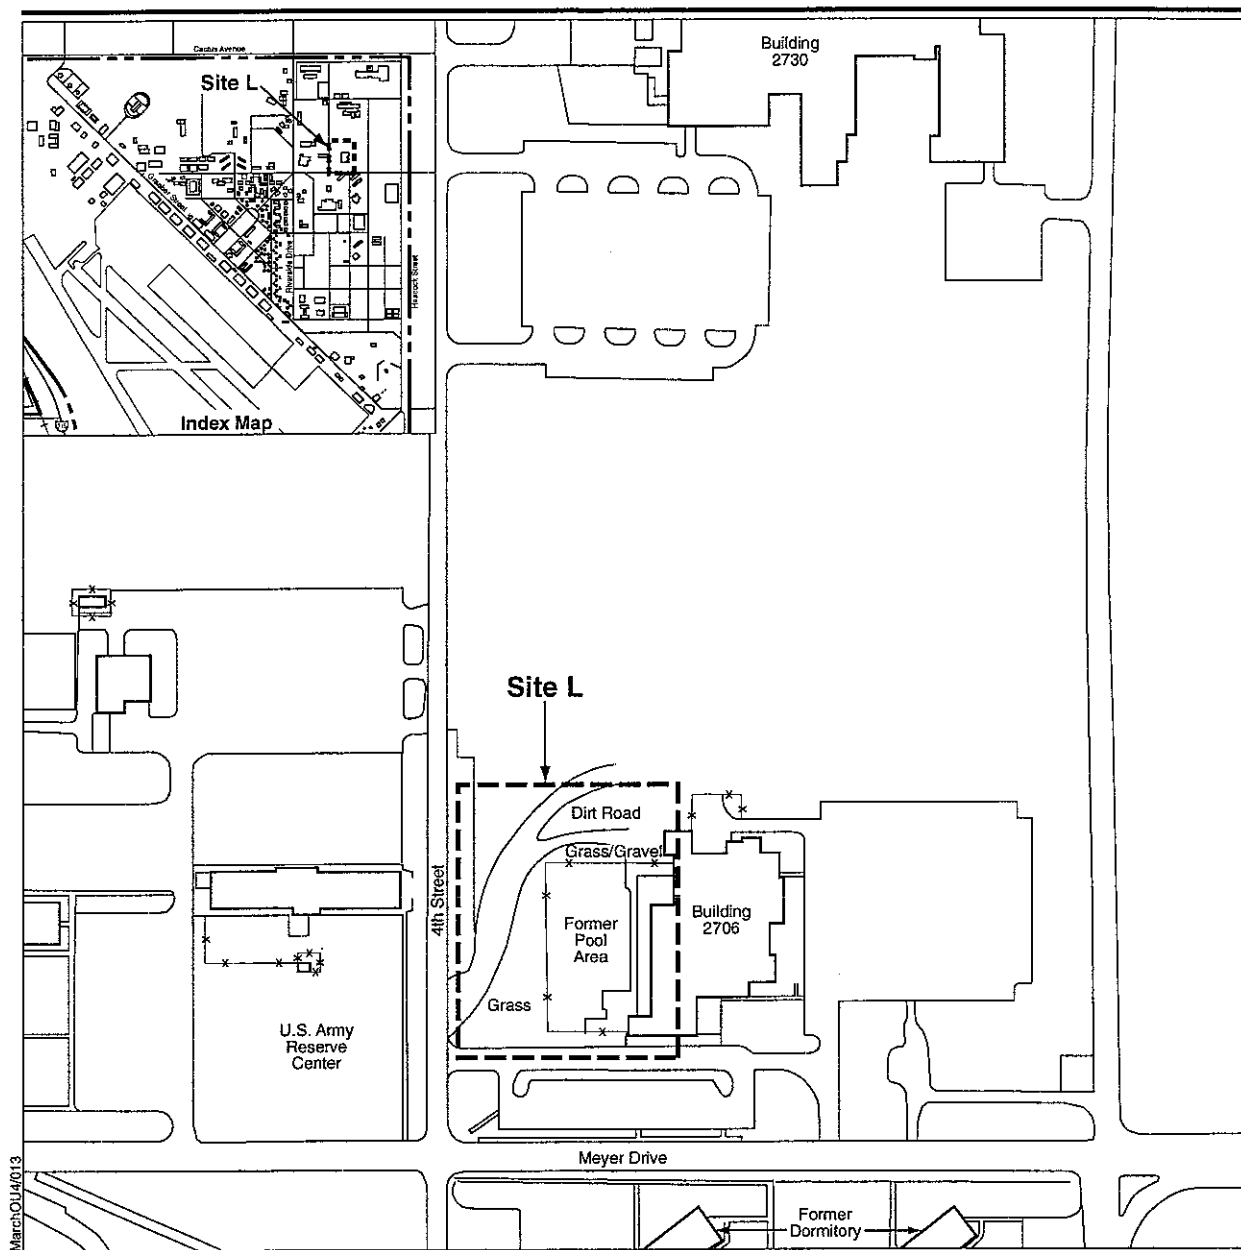 Cactus Avenue
Site L
Graeber Street
Riverside Drive
Heacock Street
Index Map
Building
2730
Site L
Dirt Road
Grass/Gravel
4th Street
Former
Pool
Area
Building
2706
Grass
U.S. Army
Reserve
Center
Meyer Drive
Former
Dormitory
MarchOU4/013